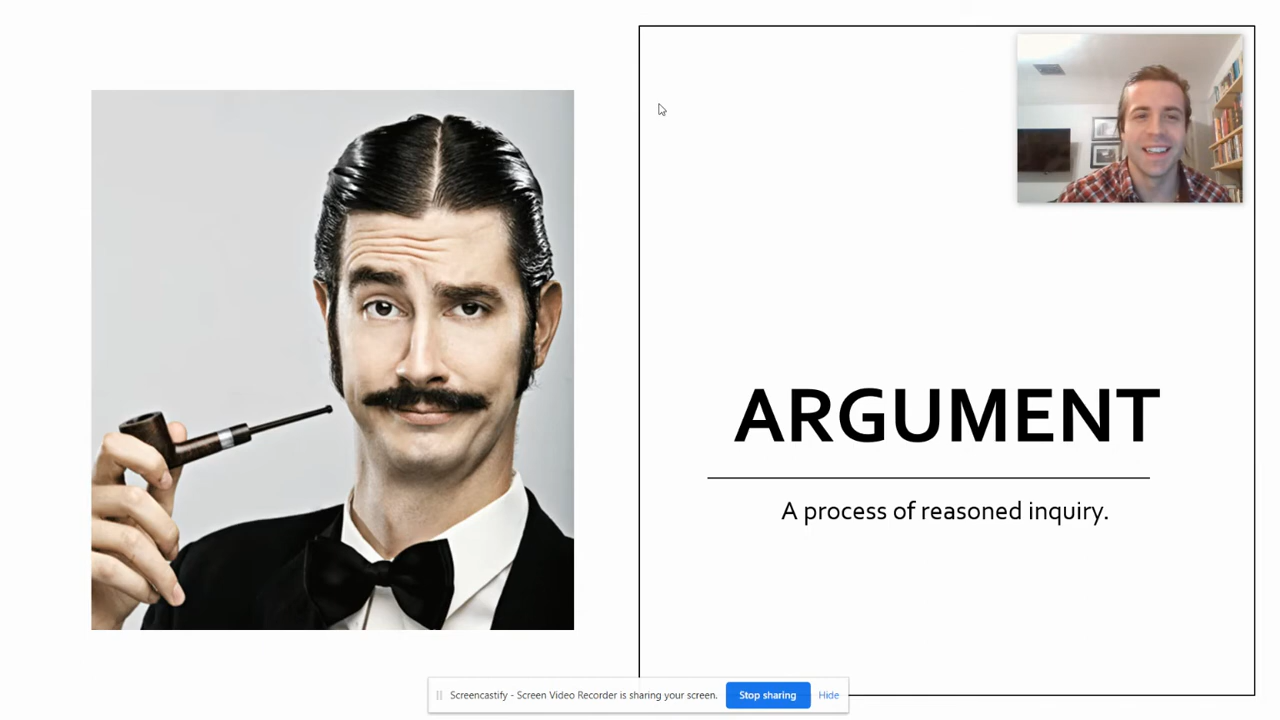 ARGUMENT
A process of reasoned inquiry.
Screencastify - Screen Video Recorder is sharing your screen. Stop sharing Hide